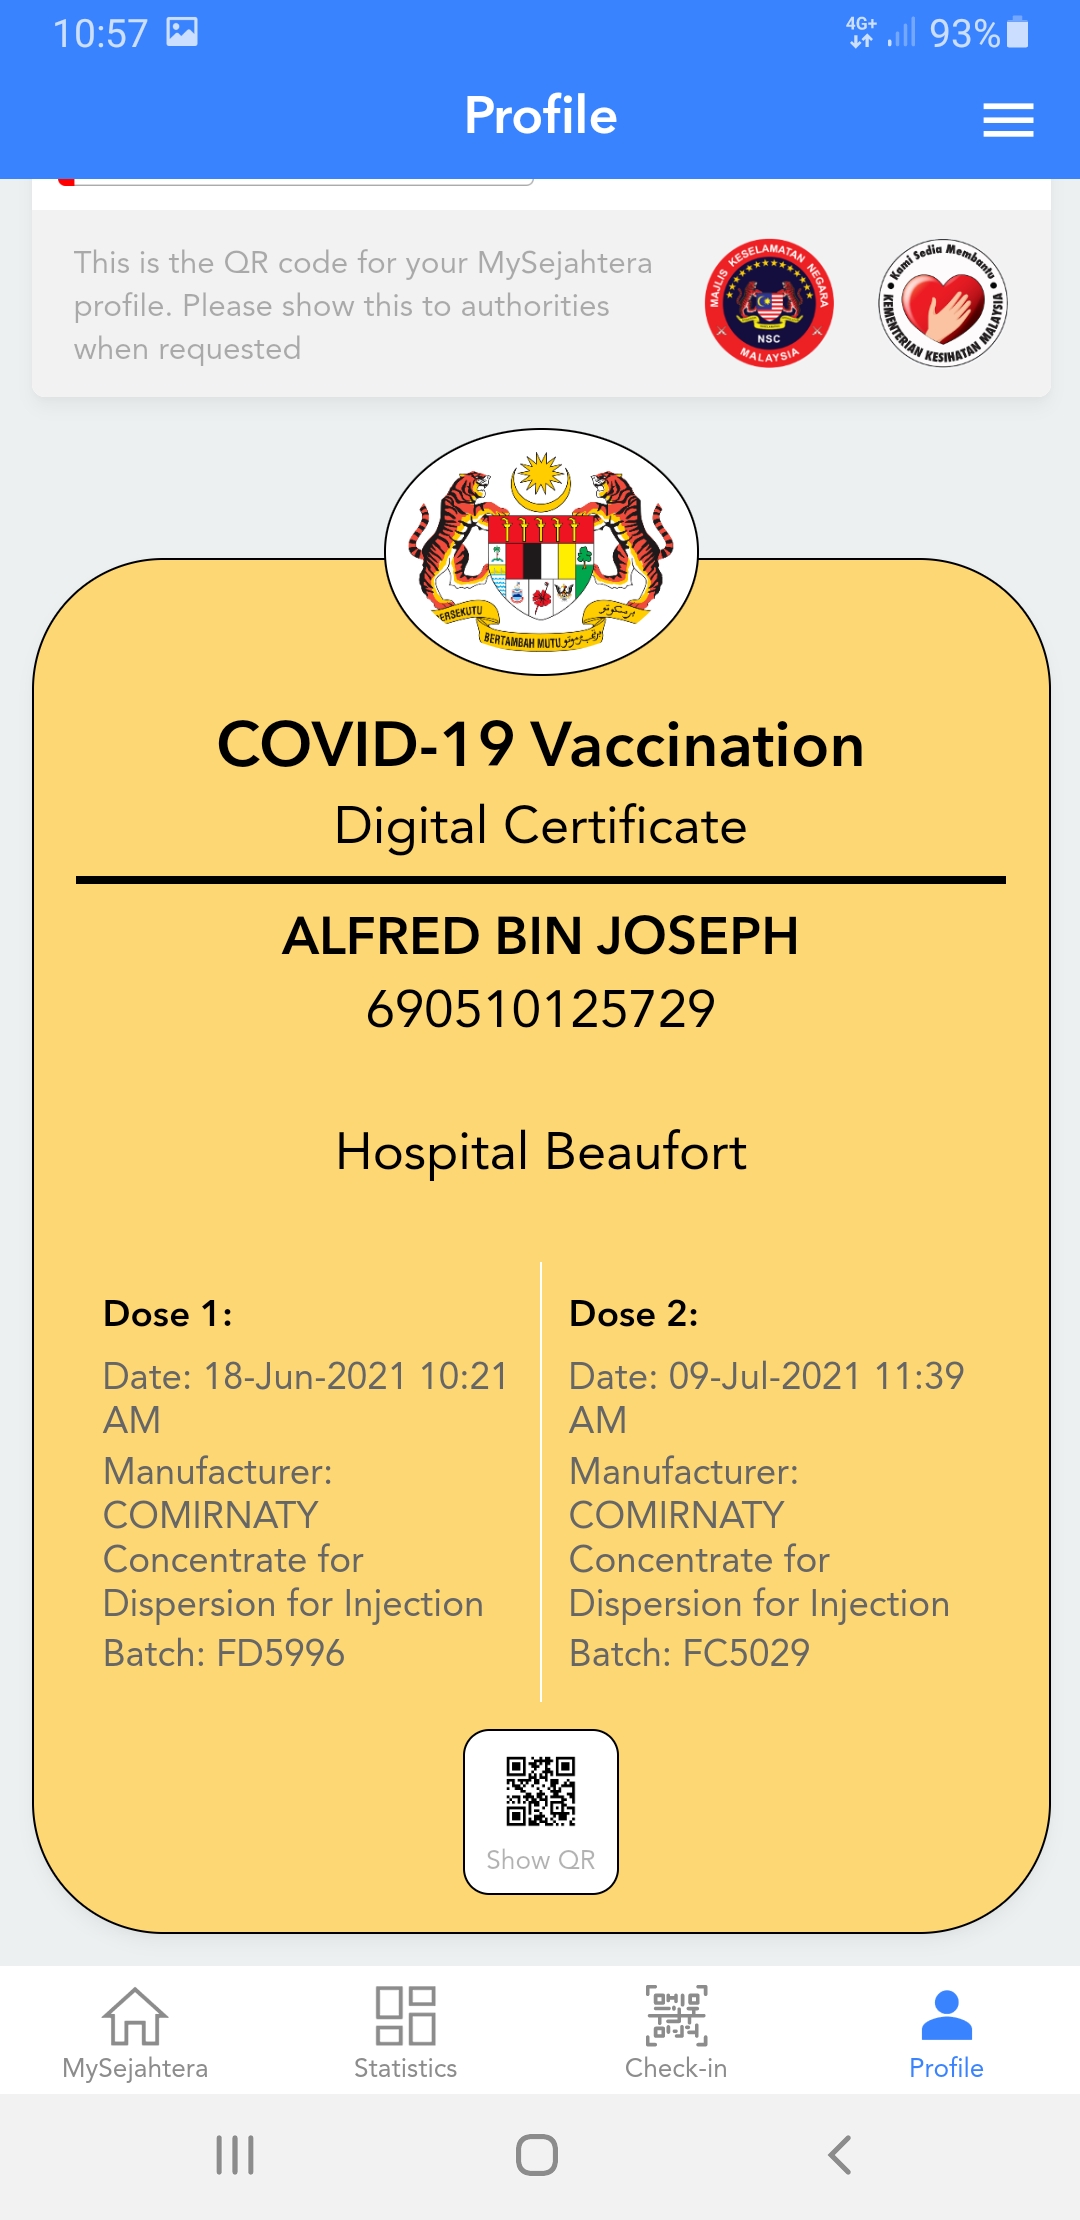 10:57 4G+ 93%
Profile
This is the QR code for your MySejahtera
profile. Please show this to authorities
when requested
MAJLIS KESELAMATAN NEGARA
NSC
MALAYSIA
Kami Sedia Membantu
KEMENTERIAN KESIHATAN MALAYSIA
ERSEKUTU
BERTAMBAH MUTU
COVID-19 Vaccination
Digital Certificate
ALFRED BIN JOSEPH
690510125729
Hospital Beaufort
Dose 1:
Date: 18-Jun-2021 10:21
AM
Manufacturer:
COMIRNATY
Concentrate for
Dispersion for Injection
Batch: FD5996
Dose 2:
Date: 09-Jul-2021 11:39
AM
Manufacturer:
COMIRNATY
Concentrate for
Dispersion for Injection
Batch: FC5029
Show QR
MySejahtera
Statistics
Check-in
Profile